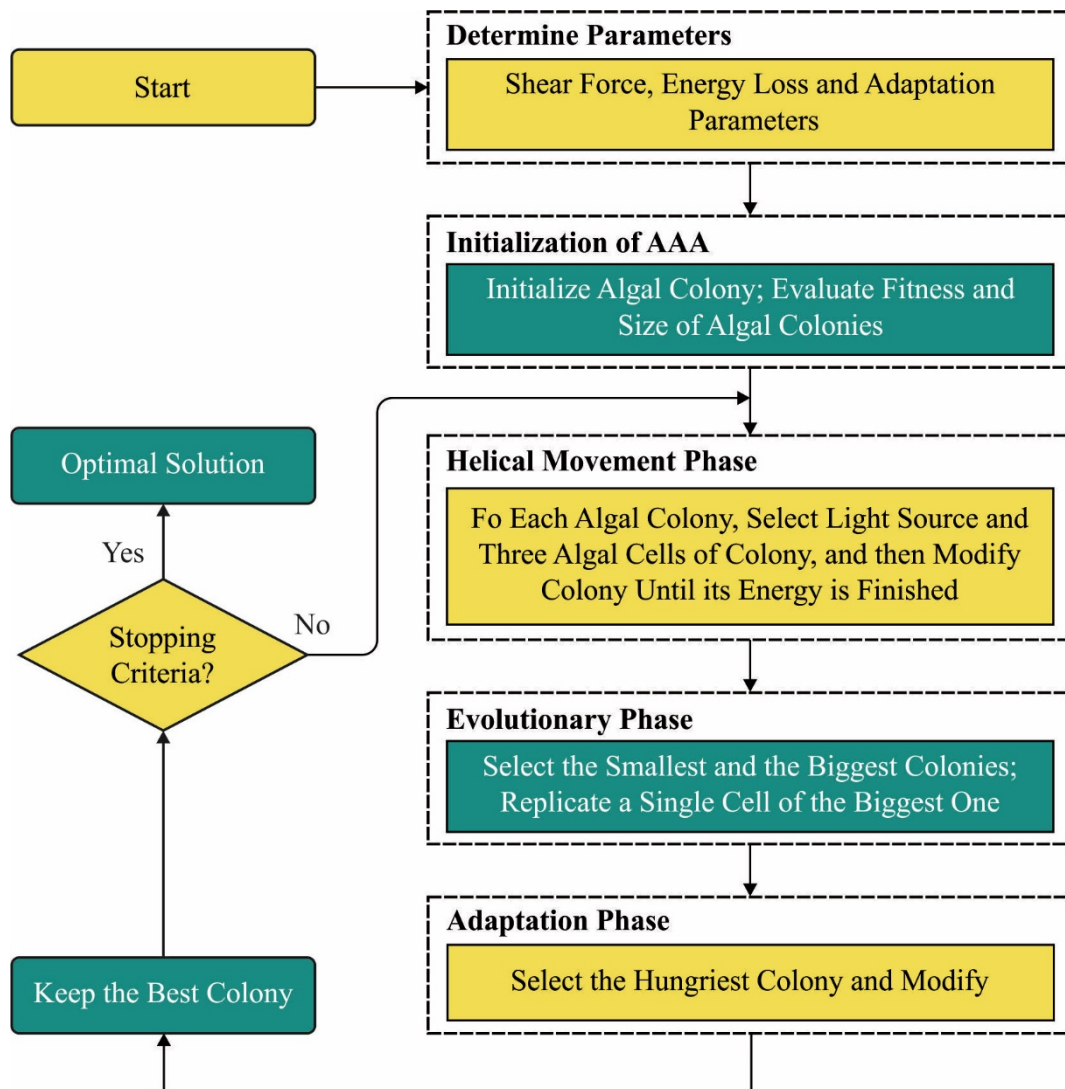 Start
Determine Parameters
Shear Force, Energy Loss and Adaptation
Parameters
Initialization of AAA
Initialize Algal Colony; Evaluate Fitness and
Size of Algal Colonies
Helical Movement Phase
Fo Each Algal Colony, Select Light Source and
Three Algal Cells of Colony, and then Modify
Colony Until its Energy is Finished
Evolutionary Phase
Select the Smallest and the Biggest Colonies;
Replicate a Single Cell of the Biggest One
Adaptation Phase
Select the Hungriest Colony and Modify
Keep the Best Colony
Stopping
Criteria?
No
Yes
Optimal Solution